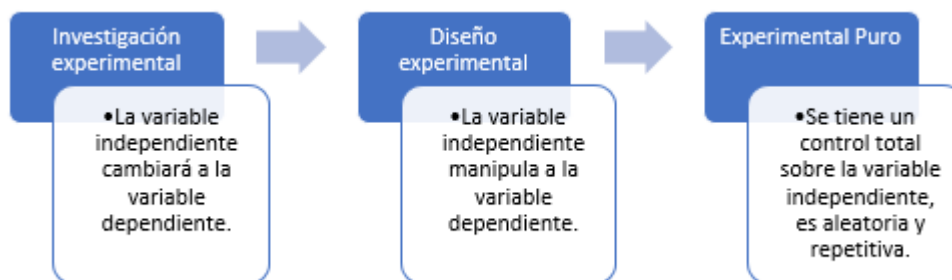 Investigación
experimental
•La variable
independiente
cambiará a la
variable
dependiente.
Diseño
experimental
•La variable
independiente
manipula a la
variable
dependiente.
Experimental Puro
•Se tiene un
control total
sobre la variable
independiente,
es aleatoria y
repetitiva.